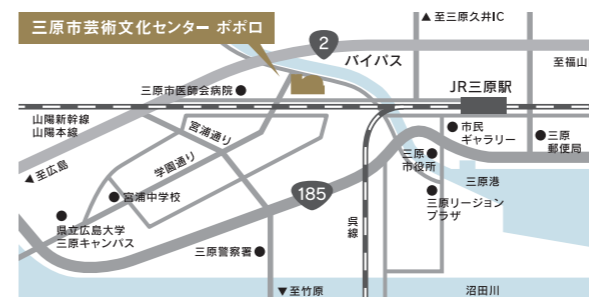 三原市芸術文化センター ポポロ
▲至三原久井IC
2
バイパス
至福山
JR三原駅
三原市医師会病院
山陽新幹線
山陽本線
宮浦通り
市民
ギャラリー
三原
郵便局
学園通り
三原
市役所
◀至広島
三原港
宮浦中学校
185
三原リージョン
プラザ
県立広島大学
三原キャンパス
呉線
三原警察署
▼至竹原
沼田川